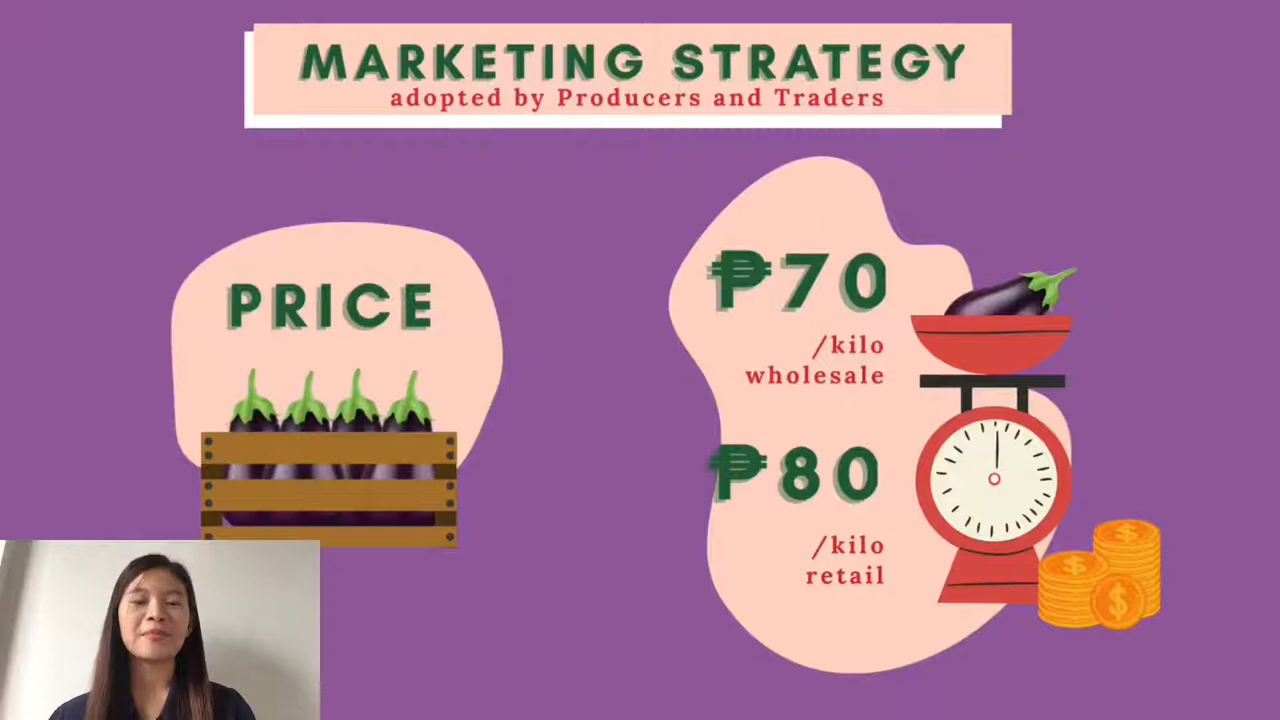 MARKETING STRATEGY
adopted by Producers and Traders
PRICE
₱70
/kilo
wholesale
₱80
/kilo
retail